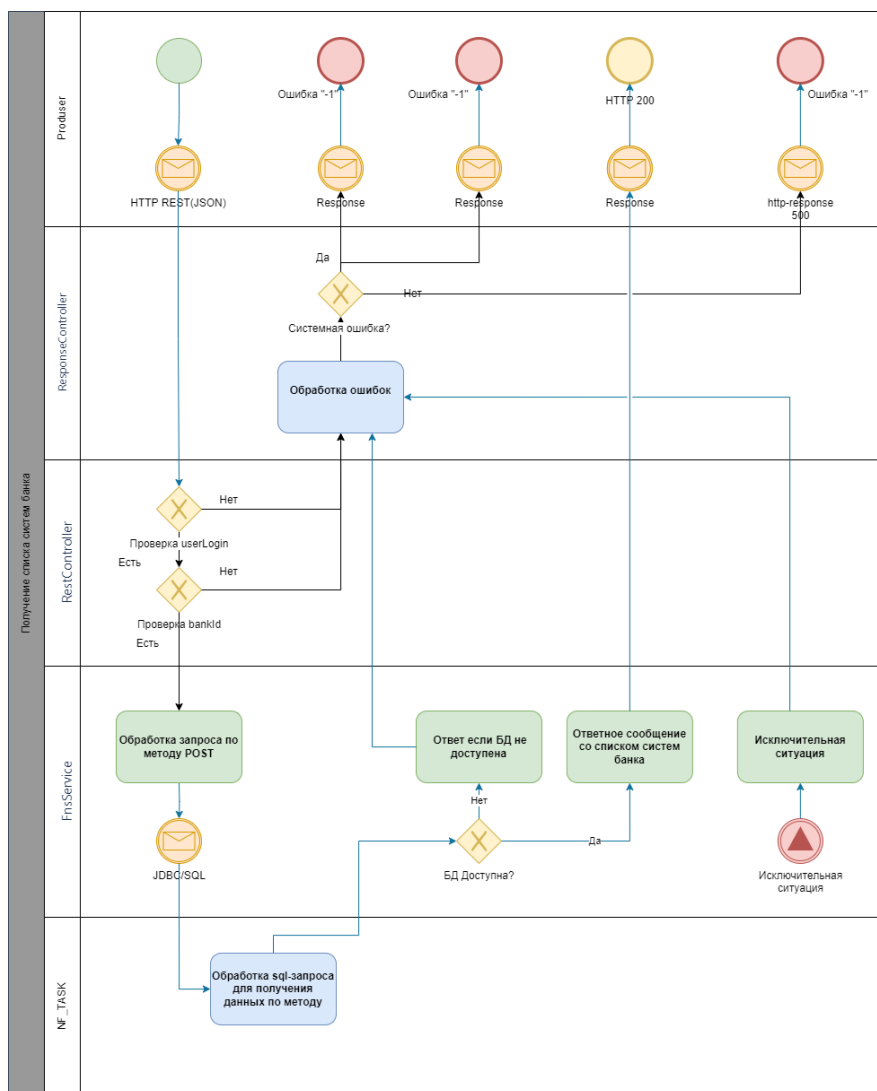 Получение списка систем банка
Produser
Ошибка "-1"
Ошибка "-1"
HTTP 200
Ошибка "-1"
HTTP REST(JSON)
Response
Response
Response
http-response
500
ResponseController
Да
Нет
Системная ошибка?
Обработка ошибок
RestController
Нет
Проверка userLogin
Есть
Нет
Проверка bankId
Есть
FnsService
Обработка запроса по
методу POST
Ответ если БД не
доступна
Ответное сообщение
со списком систем
банка
Исключительная
ситуация
Нет
Да
JDBC/SQL
БД Доступна?
Исключительная
ситуация
NF_TASK
Обработка sql-запроса
для получения
данных по методу